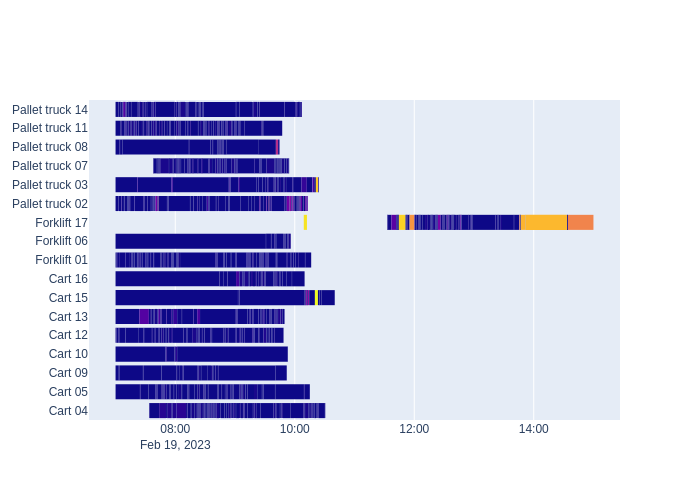 Pallet truck 14
Pallet truck 11
Pallet truck 08
Pallet truck 07
Pallet truck 03
Pallet truck 02
Forklift 17
Forklift 06
Forklift 01
Cart 16
Cart 15
Cart 13
Cart 12
Cart 10
Cart 09
Cart 05
Cart 04
08:00 10:00 12:00 14:00
Feb 19, 2023